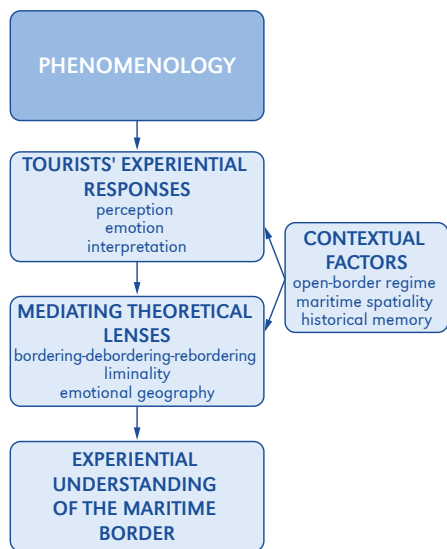 PHENOMENOLOGY
TOURISTS' EXPERIENTIAL
RESPONSES
perception
emotion
interpretation
CONTEXTUAL
FACTORS
open-border regime
maritime spatiality
historical memory
MEDIATING THEORETICAL
LENSES
bordering-debordering-rebordering
liminality
emotional geography
EXPERIENTIAL
UNDERSTANDING
OF THE MARITIME
BORDER